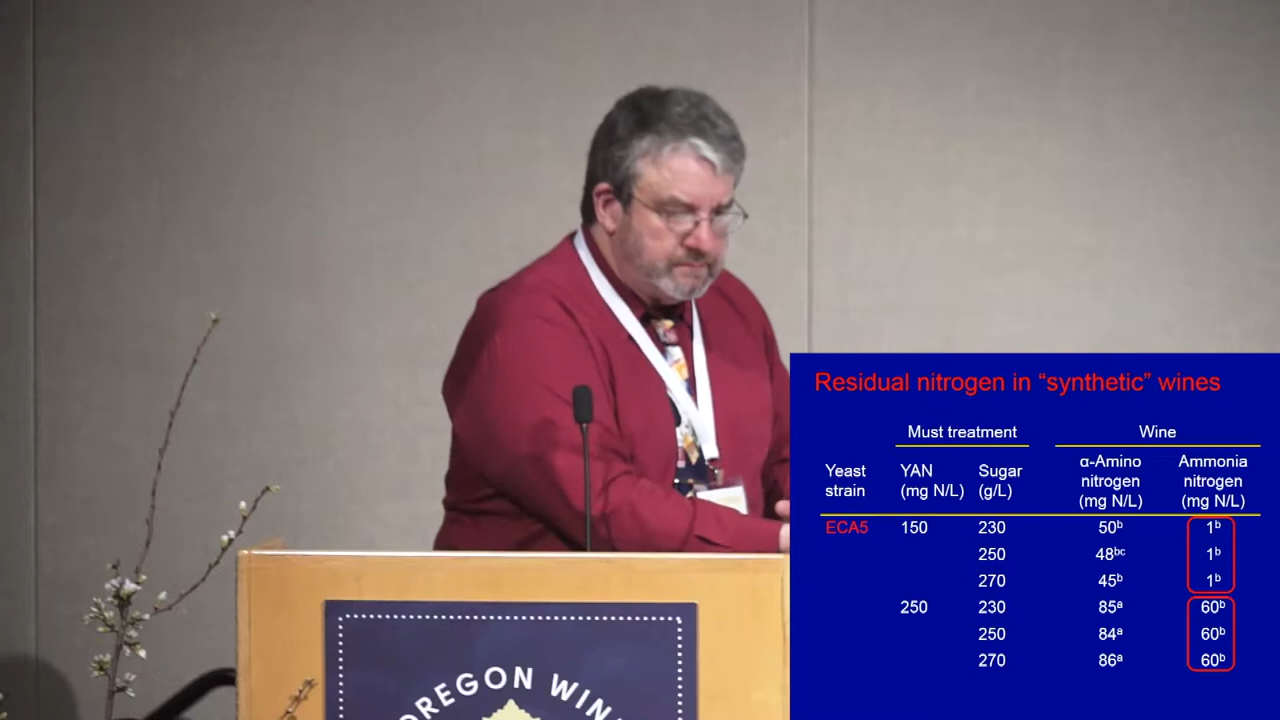 Residual nitrogen in “synthetic” wines
Must treatment Wine
Yeast strain YAN (mg N/L) Sugar (g/L) α-Amino nitrogen (mg N/L) Ammonia nitrogen (mg N/L)
ECA5 150 230 50ᵇ 1ᵇ
250 48ᵇᶜ 1ᵇ
270 45ᵇ 1ᵇ
250 230 85ᵃ 60ᵇ
250 84ᵃ 60ᵇ
270 86ᵃ 60ᵇ
OREGON WIN